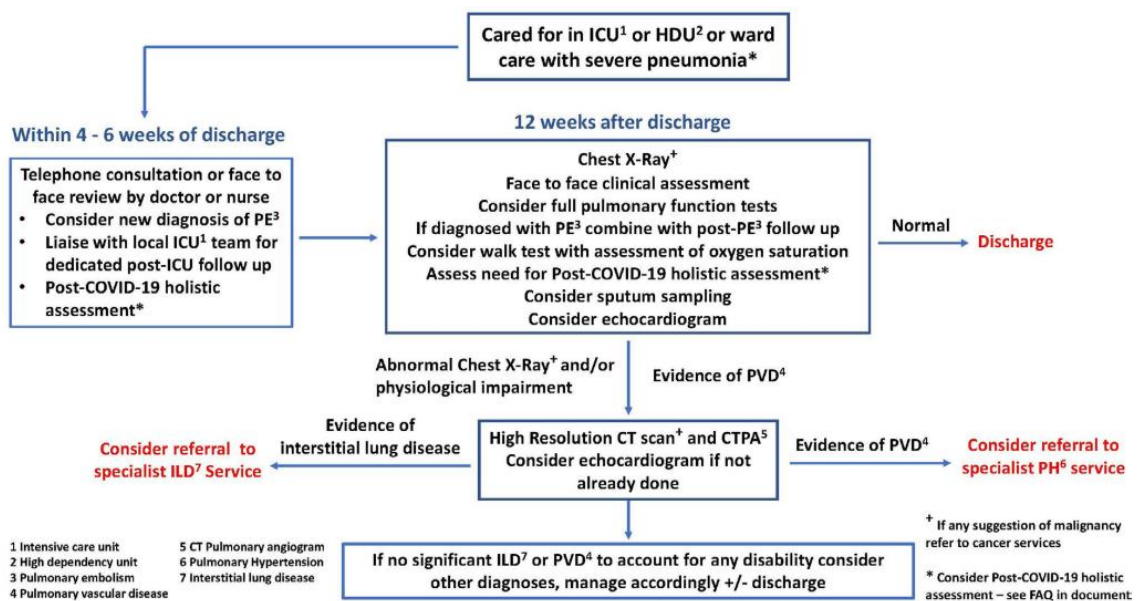 Cared for in ICU¹ or HDU² or ward
care with severe pneumonia*
Within 4 - 6 weeks of discharge
Telephone consultation or face to
face review by doctor or nurse
• Consider new diagnosis of PE³
• Liaise with local ICU¹ team for
dedicated post-ICU follow up
• Post-COVID-19 holistic
assessment*
12 weeks after discharge
Chest X-Ray⁺
Face to face clinical assessment
Consider full pulmonary function tests
If diagnosed with PE³ combine with post-PE³ follow up
Consider walk test with assessment of oxygen saturation
Assess need for Post-COVID-19 holistic assessment*
Consider sputum sampling
Consider echocardiogram
Normal
Discharge
Abnormal Chest X-Ray⁺ and/or
physiological impairment
Evidence of PVD⁴
High Resolution CT scan⁺ and CTPA⁵
Consider echocardiogram if not
already done
Evidence of
interstitial lung disease
Consider referral to
specialist ILD⁷ Service
Evidence of PVD⁴
Consider referral to
specialist PH⁶ service
If no significant ILD⁷ or PVD⁴ to account for any disability consider
other diagnoses, manage accordingly +/- discharge
1 Intensive care unit
2 High dependency unit
3 Pulmonary embolism
4 Pulmonary vascular disease
5 CT Pulmonary angiogram
6 Pulmonary Hypertension
7 Interstitial lung disease
⁺ If any suggestion of malignancy
refer to cancer services
* Consider Post-COVID-19 holistic
assessment – see FAQ in document